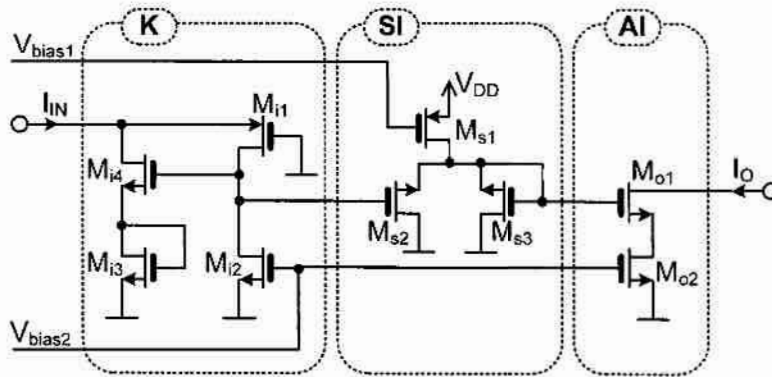 K
SI
AI
V_bias1
V_DD
I_IN
M_i1
M_s1
M_i4
M_o1
I_O
M_s2
M_s3
M_i3
M_i2
M_o2
V_bias2